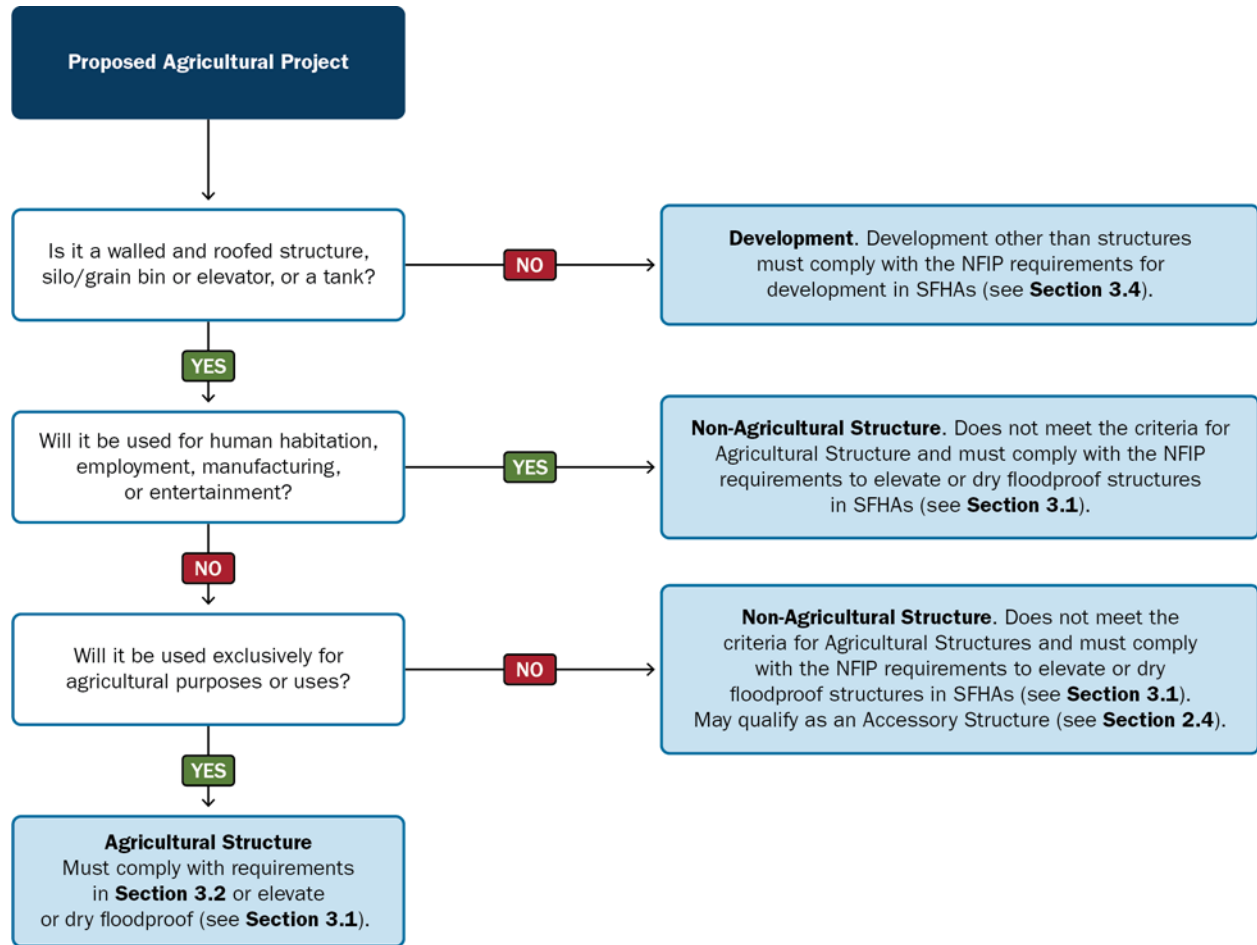 Proposed Agricultural Project
Is it a walled and roofed structure,
silo/grain bin or elevator, or a tank?
NO
Development. Development other than structures
must comply with the NFIP requirements for
development in SFHAs (see Section 3.4).
YES
Will it be used for human habitation,
employment, manufacturing,
or entertainment?
YES
Non-Agricultural Structure. Does not meet the criteria for
Agricultural Structure and must comply with the NFIP
requirements to elevate or dry floodproof structures
in SFHAs (see Section 3.1).
NO
Will it be used exclusively for
agricultural purposes or uses?
NO
Non-Agricultural Structure. Does not meet the
criteria for Agricultural Structures and must comply
with the NFIP requirements to elevate or dry
floodproof structures in SFHAs (see Section 3.1).
May qualify as an Accessory Structure (see Section 2.4).
YES
Agricultural Structure
Must comply with requirements
in Section 3.2 or elevate
or dry floodproof (see Section 3.1).